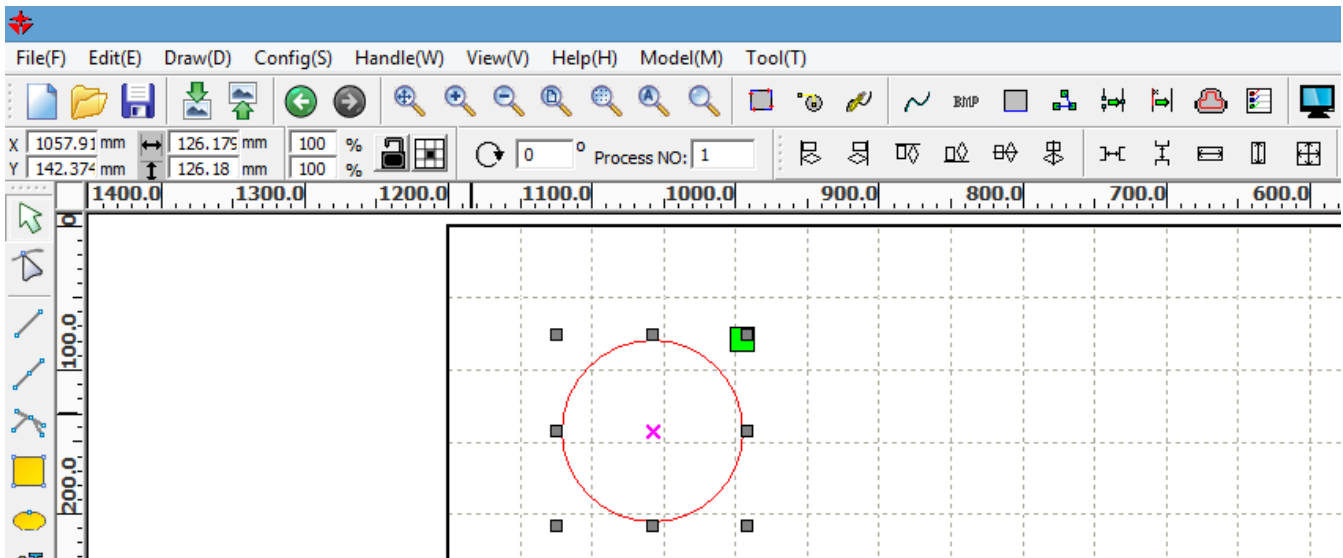 File(F) Edit(E) Draw(D) Config(S) Handle(W) View(V) Help(H) Model(M) Tool(T)
BMP
X 1057.91 mm 126.179 mm 100 %
Y 142.374 mm 126.18 mm 100 %
0 ° Process NO: 1
1400.0 1300.0 1200.0 1100.0 1000.0 900.0 800.0 700.0 600.0
0
100.0
200.0